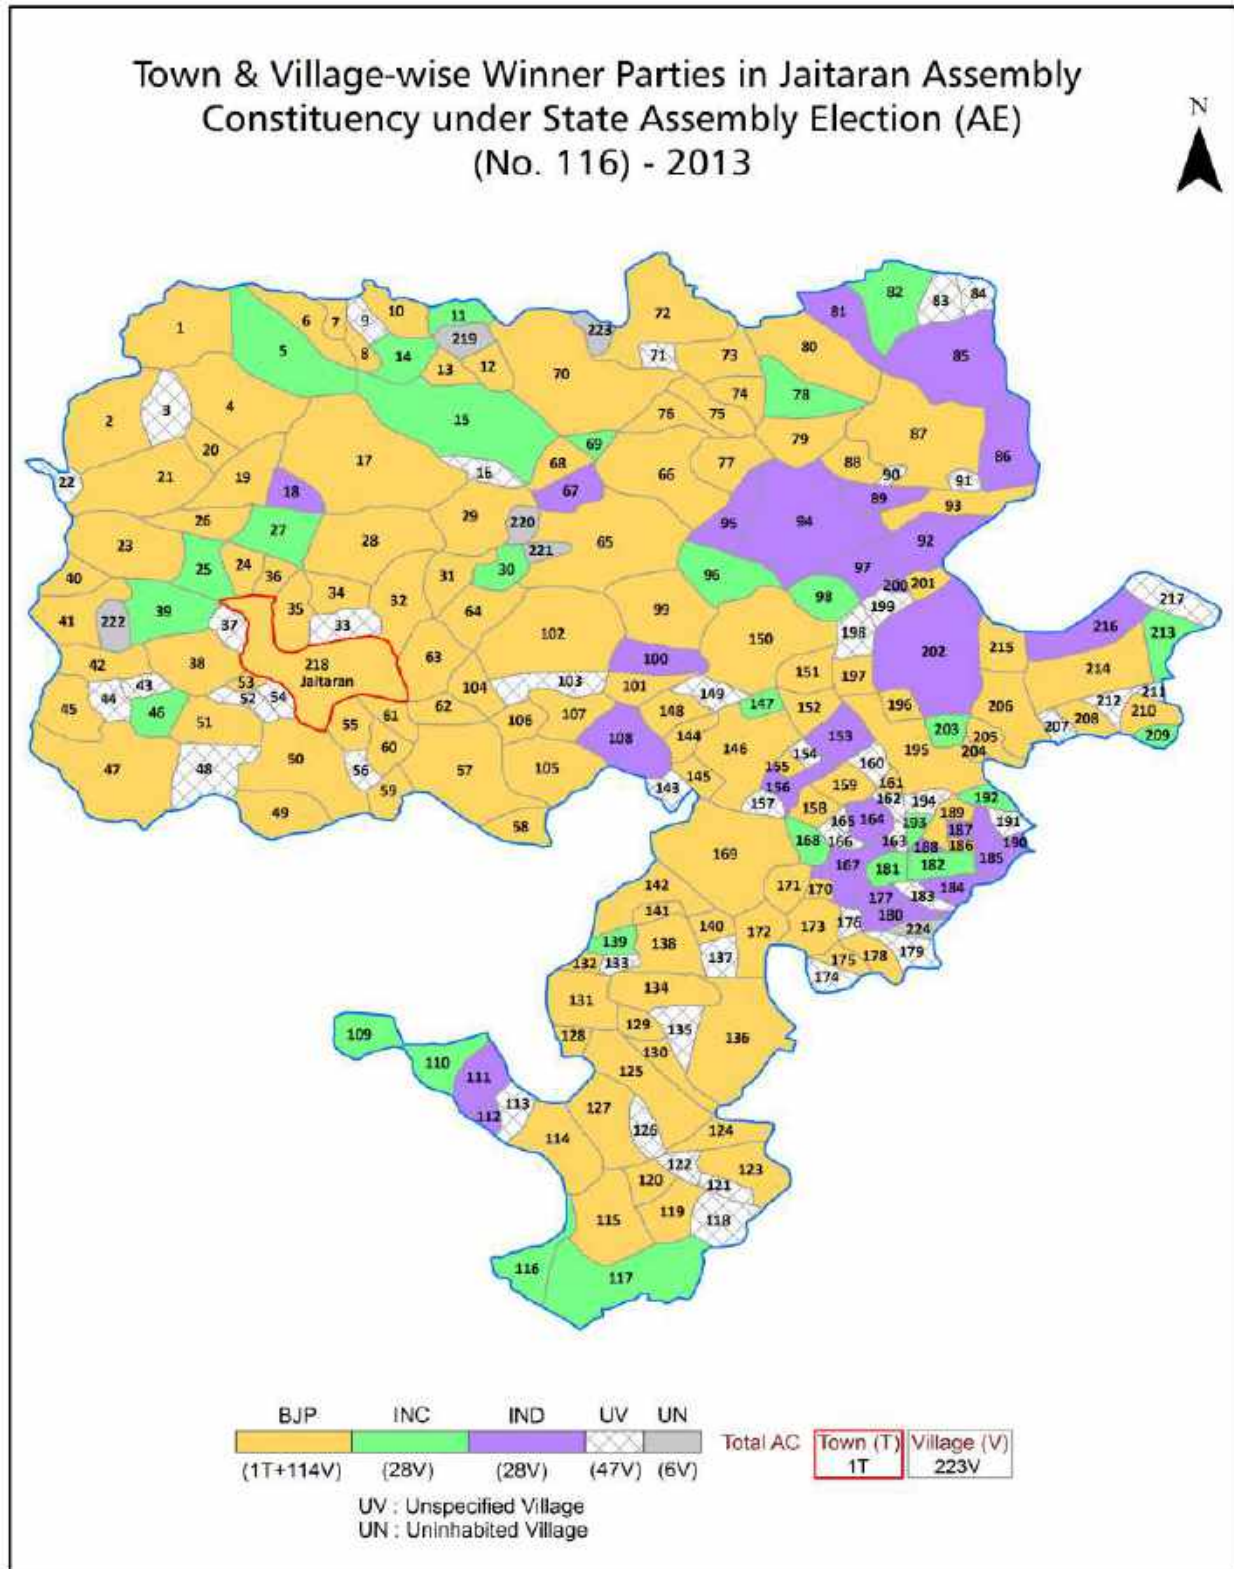 Town & Village-wise Winner Parties in Jaitaran Assembly
Constituency under State Assembly Election (AE)
(No. 116) - 2013
N
82 83 84
1 6 7 9 10 11 223 72 81
5 8 14 219 13 12 70 71 73 80 85
2 3 4 15 76 75 74 78
20 69 79 87
22 21 19 17 16 68 66 77 88 90 91 86
18 67 89 93
26 27 28 29 220 95 94 92
23 221 65
40 25 24 36 31 30 96 97 200 201
41 222 39 35 34 32 64 99 98 199 217
37 33 102 150 198 216 213
42 38 218 63 100 202 215 214
Jaitaran
43 53 104 103 101 149 151 197
45 44 52 54 62 147 152 196 206 212 211
46 51 55 61 106 107 148 203 207 208 210
47 48 50 60 57 105 108 144 146 154 153 195 205 204 209
56 59 145 155 160
49 58 143 156 157 159 161 162 194 192
158 165 164 193 189 191
169 168 166 163 188 187 186 190
142 171 170 167 181 182 185
141 177 183 184
139 138 140 172 173 176 180 224
132 133 137 175 178 179
131 134 174
109 128 129 135 136
110 111 130
125
112 113 127
114 126 124
122 123
120 121
115 119 118
116 117
BJP INC IND UV UN
(1T+114V) (28V) (28V) (47V) (6V)
Total AC
Town (T) Village (V)
1T 223V
UV : Unspecified Village
UN : Uninhabited Village